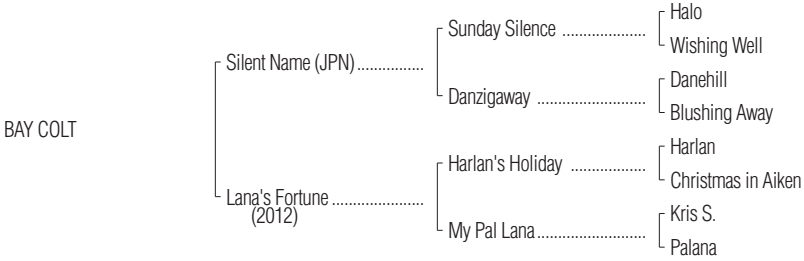 Halo
Sunday Silence ....................
Wishing Well
Silent Name (JPN) ................
Danehill
Danzigaway ..........................
Blushing Away
BAY COLT
Harlan
Harlan's Holiday ..................
Christmas in Aiken
Lana's Fortune ......................
(2012)
Kris S.
My Pal Lana..........................
Palana